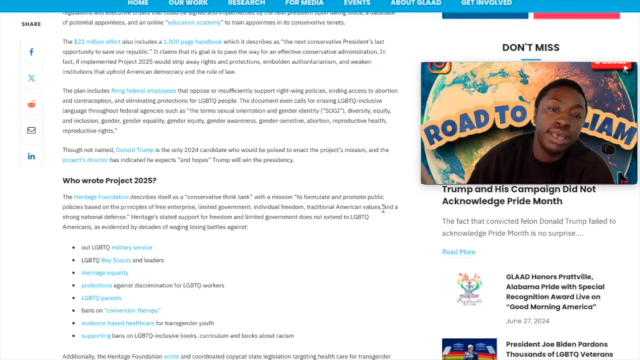 HOME OUR WORK RESEARCH FOR MEDIA EVENTS ABOUT GLAAD GET INVOLVED
of potential appointees, and an online "education academy" to train appointees in its conservative tenets.
SHARE
The $22 million effort also includes a 1,000 page handbook which it describes as "the next conservative President's last
opportunity to save our republic." It claims that its goal is to pave the way for an effective conservative administration. In
fact, if implemented Project 2025 would strip away rights and protections, embolden authoritarianism, and weaken
institutions that uphold American democracy and the rule of law.
The plan includes firing federal employees that oppose or insufficiently support right-wing policies, ending access to abortion
and contraception, and eliminating protections for LGBTQ people. The document even calls for erasing LGBTQ-inclusive
language throughout federal agencies such as "the terms sexual orientation and gender identity ("SOGI"), diversity, equity,
and inclusion, gender, gender equality, gender equity, gender awareness, gender-sensitive, abortion, reproductive health,
reproductive rights."
Though not named, Donald Trump is the only 2024 candidate who would be poised to enact the project's mission, and the
project's director has indicated he expects "and hopes" Trump will win the presidency.
Who wrote Project 2025?
The Heritage Foundation describes itself as a "conservative think tank" with a mission "to formulate and promote public
policies based on the principles of free enterprise, limited government, individual freedom, traditional American values, and a
strong national defense." Heritage's stated support for freedom and limited government does not extend to LGBTQ
Americans, as evidenced by decades of waging losing battles against:
out LGBTQ military service
LGBTQ Boy Scouts and leaders
marriage equality
protections against discrimination for LGBTQ workers
LGBTQ parents
bans on "conversion therapy"
evidence-based healthcare for transgender youth
supporting bans on LGBTQ-inclusive books, curriculum and books about racism
Additionally, the Heritage Foundation wrote and coordinated copycat state legislation targeting health care for transgender
DON'T MISS
ROAD TO
Trump and His Campaign Did Not
Acknowledge Pride Month
The fact that convicted felon Donald Trump failed to
acknowledge Pride Month is no surprise....
Read More
GLAAD Honors Prattville,
Alabama Pride with Special
Recognition Award Live on
"Good Morning America"
June 27, 2024
President Joe Biden Pardons
Thousands of LGBTQ Veterans